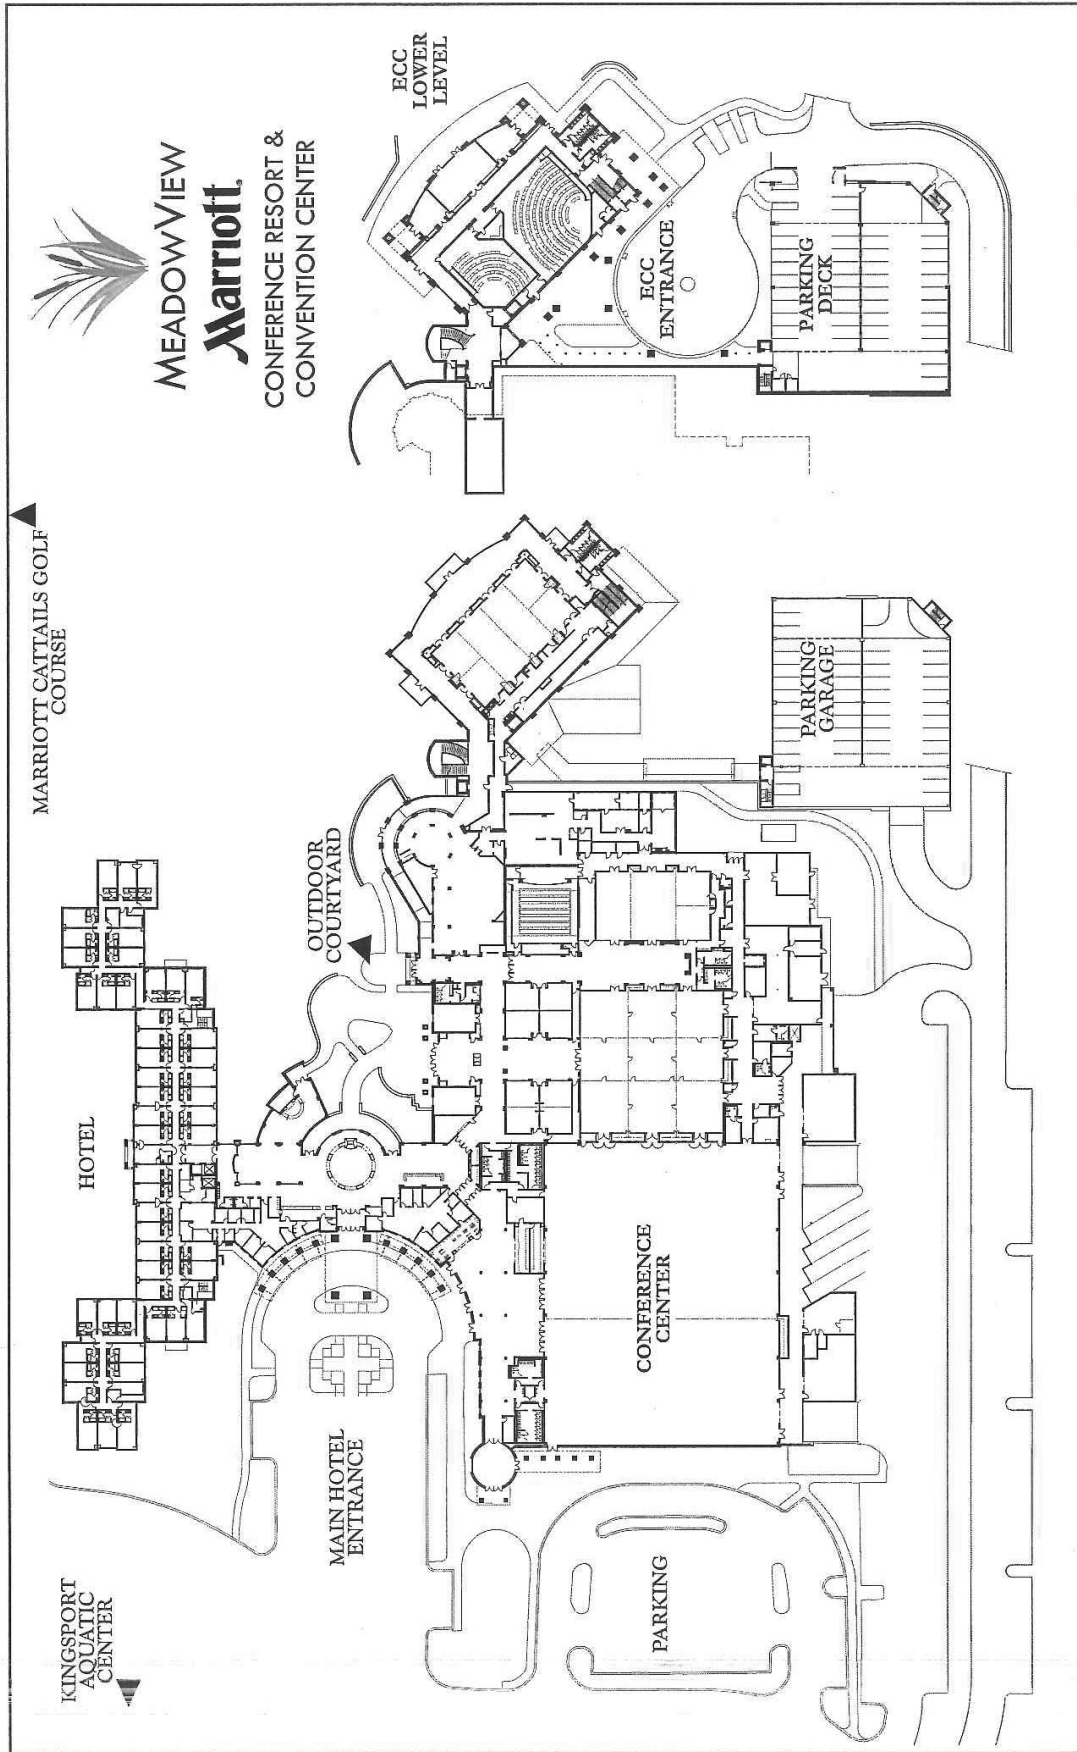 MEADOWVIEW
Marriott.
CONFERENCE RESORT &
CONVENTION CENTER
ECC
LOWER
LEVEL
ECC
ENTRANCE
PARKING
DECK
MARRIOTT CATTAILS GOLF
COURSE
OUTDOOR
COURTYARD
PARKING
GARAGE
HOTEL
CONFERENCE
CENTER
MAIN HOTEL
ENTRANCE
KINGSPORT
AQUATIC
CENTER
PARKING